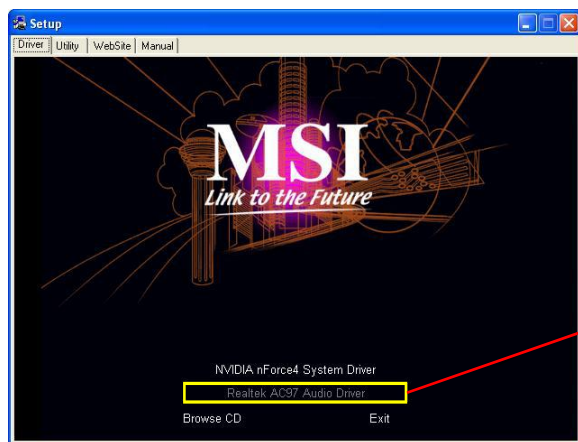 Setup
Driver Utility WebSite Manual
MSI
Link to the Future
NVIDIA nForce4 System Driver
Realtek AC97 Audio Driver
Browse CD Exit